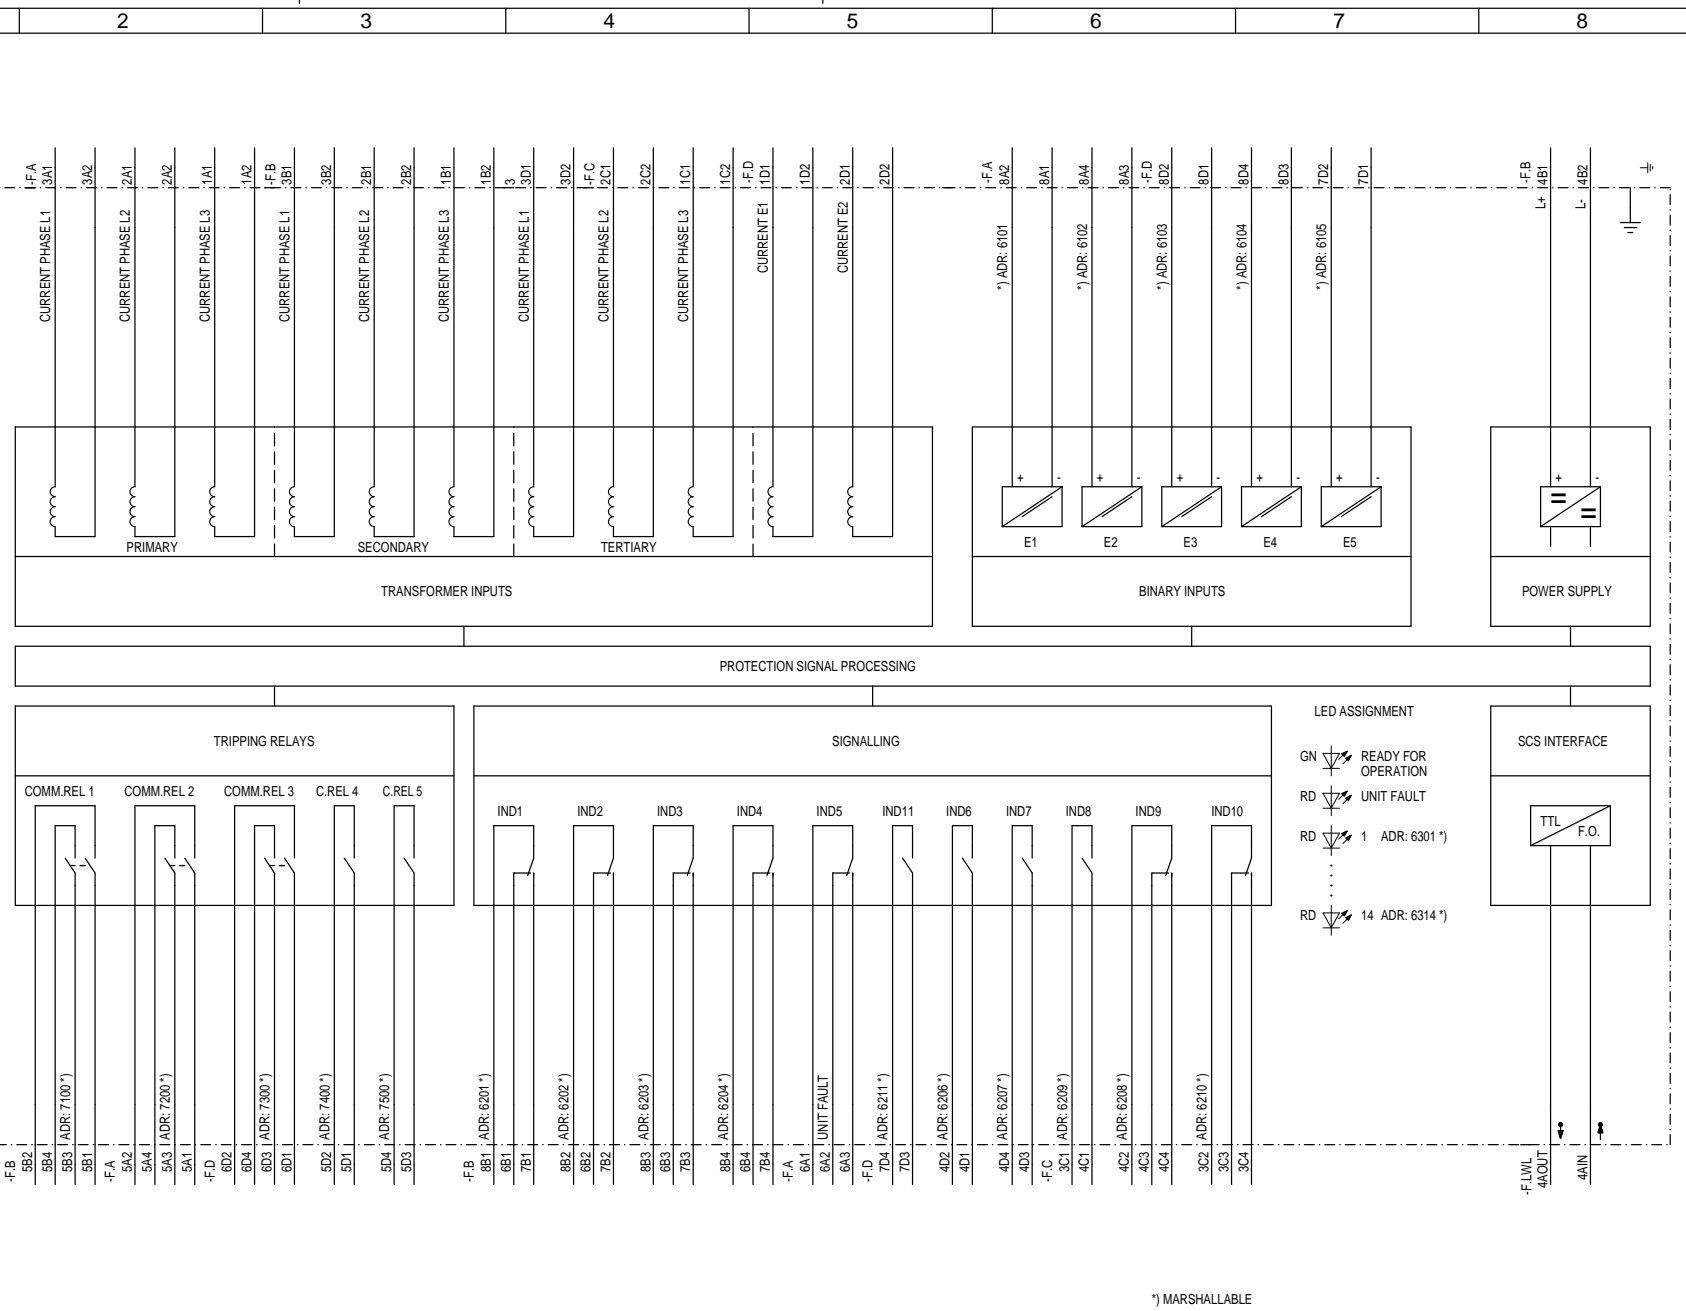 2 3 4 5 6 7 8
-F.A -F.B 3 -F.C -F.D -F.A -F.D -F.B
3A1 3A2 2A1 2A2 1A1 1A2 3B1 3B2 2B1 2B2 1B1 1B2 3D1 3D2 2C1 2C2 1C1 1C2 1D1 1D2 2D1 2D2 8A2 8A1 8A4 8A3 8D2 8D1 8D4 8D3 7D2 7D1 4B1 4B2
L+ L-
CURRENT PHASE L1
CURRENT PHASE L2
CURRENT PHASE L3
CURRENT PHASE L1
CURRENT PHASE L2
CURRENT PHASE L3
CURRENT PHASE L1
CURRENT PHASE L2
CURRENT PHASE L3
CURRENT E1
CURRENT E2
*) ADR: 6101
*) ADR: 6102
*) ADR: 6103
*) ADR: 6104
*) ADR: 6105
+ - + - + - + - + - + -
E1 E2 E3 E4 E5
PRIMARY SECONDARY TERTIARY
TRANSFORMER INPUTS
BINARY INPUTS
POWER SUPPLY
PROTECTION SIGNAL PROCESSING
TRIPPING RELAYS
COMM.REL 1 COMM.REL 2 COMM.REL 3 C.REL 4 C.REL 5
SIGNALLING
IND1 IND2 IND3 IND4 IND5 IND11 IND6 IND7 IND8 IND9 IND10
LED ASSIGNMENT
GN READY FOR
OPERATION
RD UNIT FAULT
RD 1 ADR: 6301 *)
RD 14 ADR: 6314 *)
SCS INTERFACE
TTL
F.O.
ADR: 7100 *)
ADR: 7200 *)
ADR: 7300 *)
ADR: 7400 *)
ADR: 7500 *)
ADR: 6201 *)
ADR: 6202 *)
ADR: 6203 *)
ADR: 6204 *)
UNIT FAULT
ADR: 6211 *)
ADR: 6206 *)
ADR: 6207 *)
ADR: 6209 *)
ADR: 6208 *)
ADR: 6210 *)
-F.B 5B2 5B4 5B3 5B1
-F.A 5A2 5A4 5A3 5A1
-F.D 6D2 6D4 6D3 6D1 5D2 5D1 5D4 5D3
-F.B 8B1 6B1 7B1 8B2 6B2 7B2 8B3 6B3 7B3 8B4 6B4 7B4
-F.A 6A1 6A2 6A3
-F.D 7D4 7D3 4D2 4D1 4D4 4D3
-F.C 3C1 4C1 4C2 4C3 4C4 3C2 3C3 3C4
-F.LWL 4AOUT 4AIN
*) MARSHALLABLE